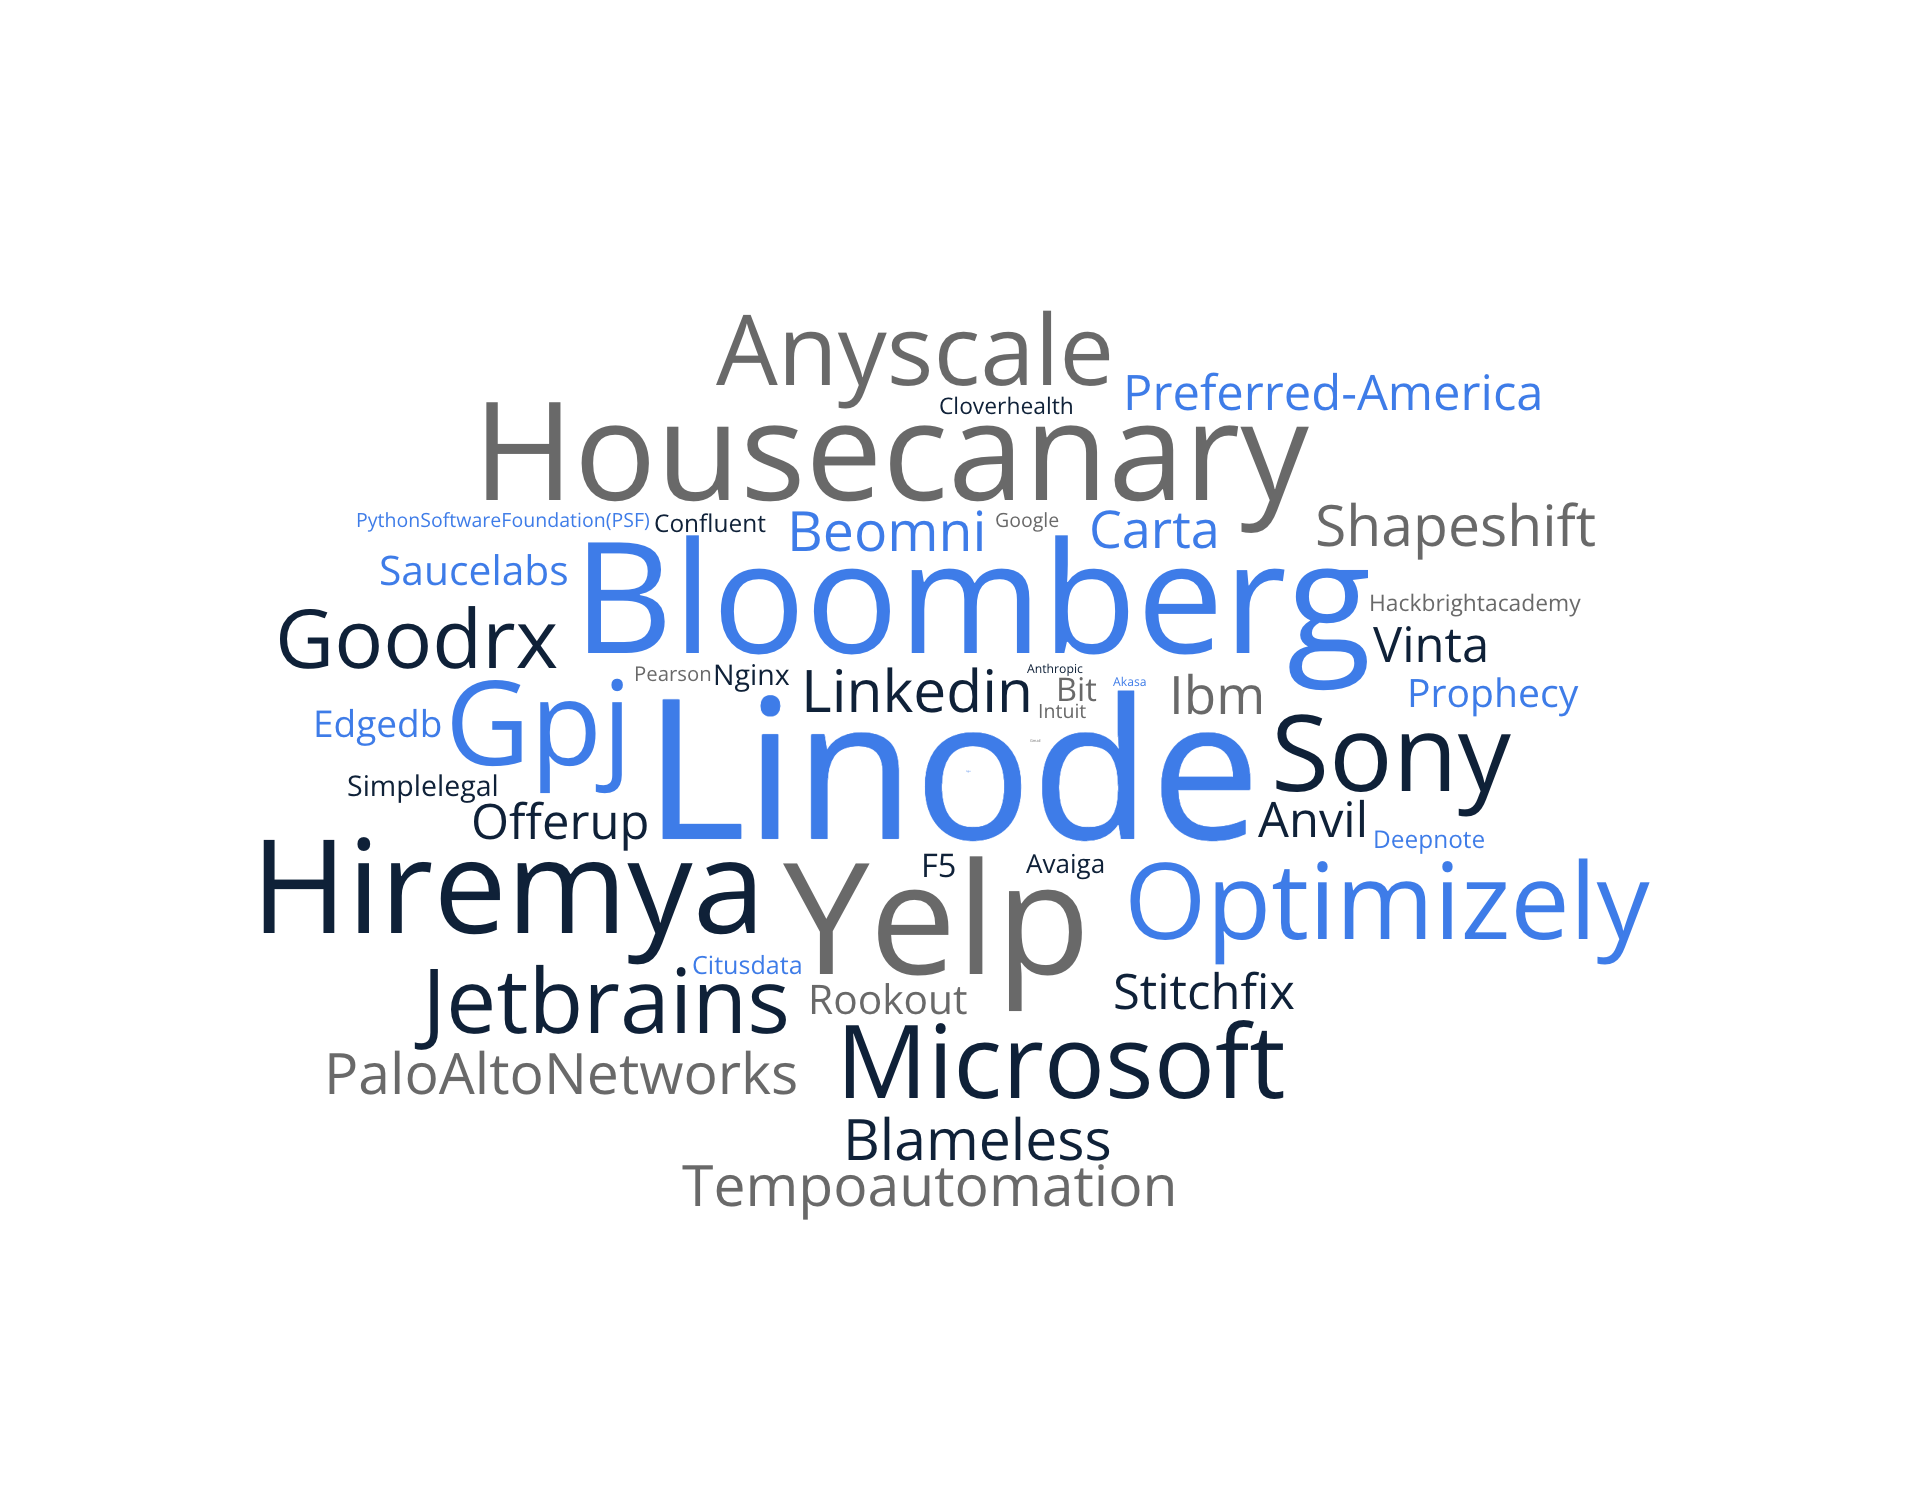 Anyscale
Preferred-America
Cloverhealth
Housecanary
PythonSoftwareFoundation(PSF)
Confluent
Beomni
Google
Carta
Shapeshift
Saucelabs
Bloomberg
Hackbrightacademy
Goodrx
Vinta
Pearson
Nginx
Linkedin
Anthropic
Bit
Akasa
Ibm
Prophecy
Intuit
Edgedb
Gpj
Linode
Sony
Simplelegal
Offerup
Anvil
Deepnote
Hiremya
Yelp
F5
Avaiga
Optimizely
Citusdata
Jetbrains
Rookout
Stitchfix
PaloAltoNetworks
Microsoft
Blameless
Tempoautomation